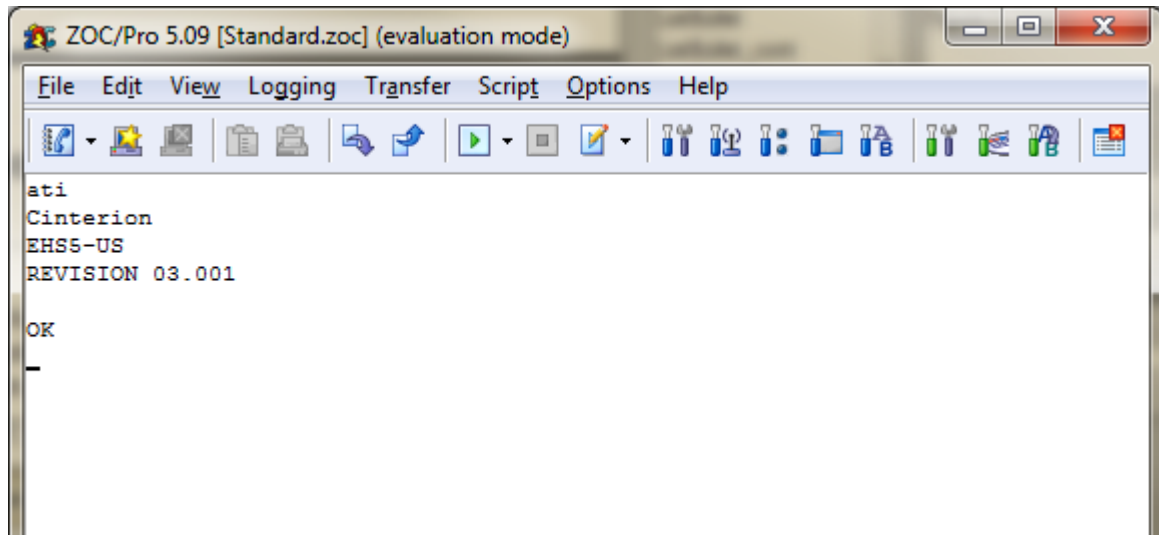 ZOC/Pro 5.09 [Standard.zoc] (evaluation mode)
File Edit View Logging Transfer Script Options Help
ati
Cinterion
EHS5-US
REVISION 03.001
OK